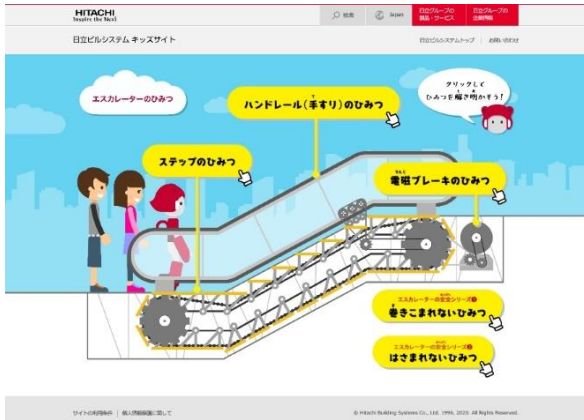 HITACHI
Inspire the Next
検索
Japan
日立グループの
製品・サービス
日立グループの
企業情報
日立ビルシステム キッズサイト
日立ビルシステムトップ
お問い合わせ
エスカレーターのひみつ
ハンドレール（手すり）のひみつ
クリックして
ひみつを解き明かそう！
ステップのひみつ
電磁ブレーキのひみつ
エスカレーターの安全シリーズ❶
巻きこまれないひみつ
エスカレーターの安全シリーズ❷
はさまれないひみつ
サイトの利用条件
個人情報保護に関して
© Hitachi Building Systems Co., Ltd. 1994, 2020. All Rights Reserved.